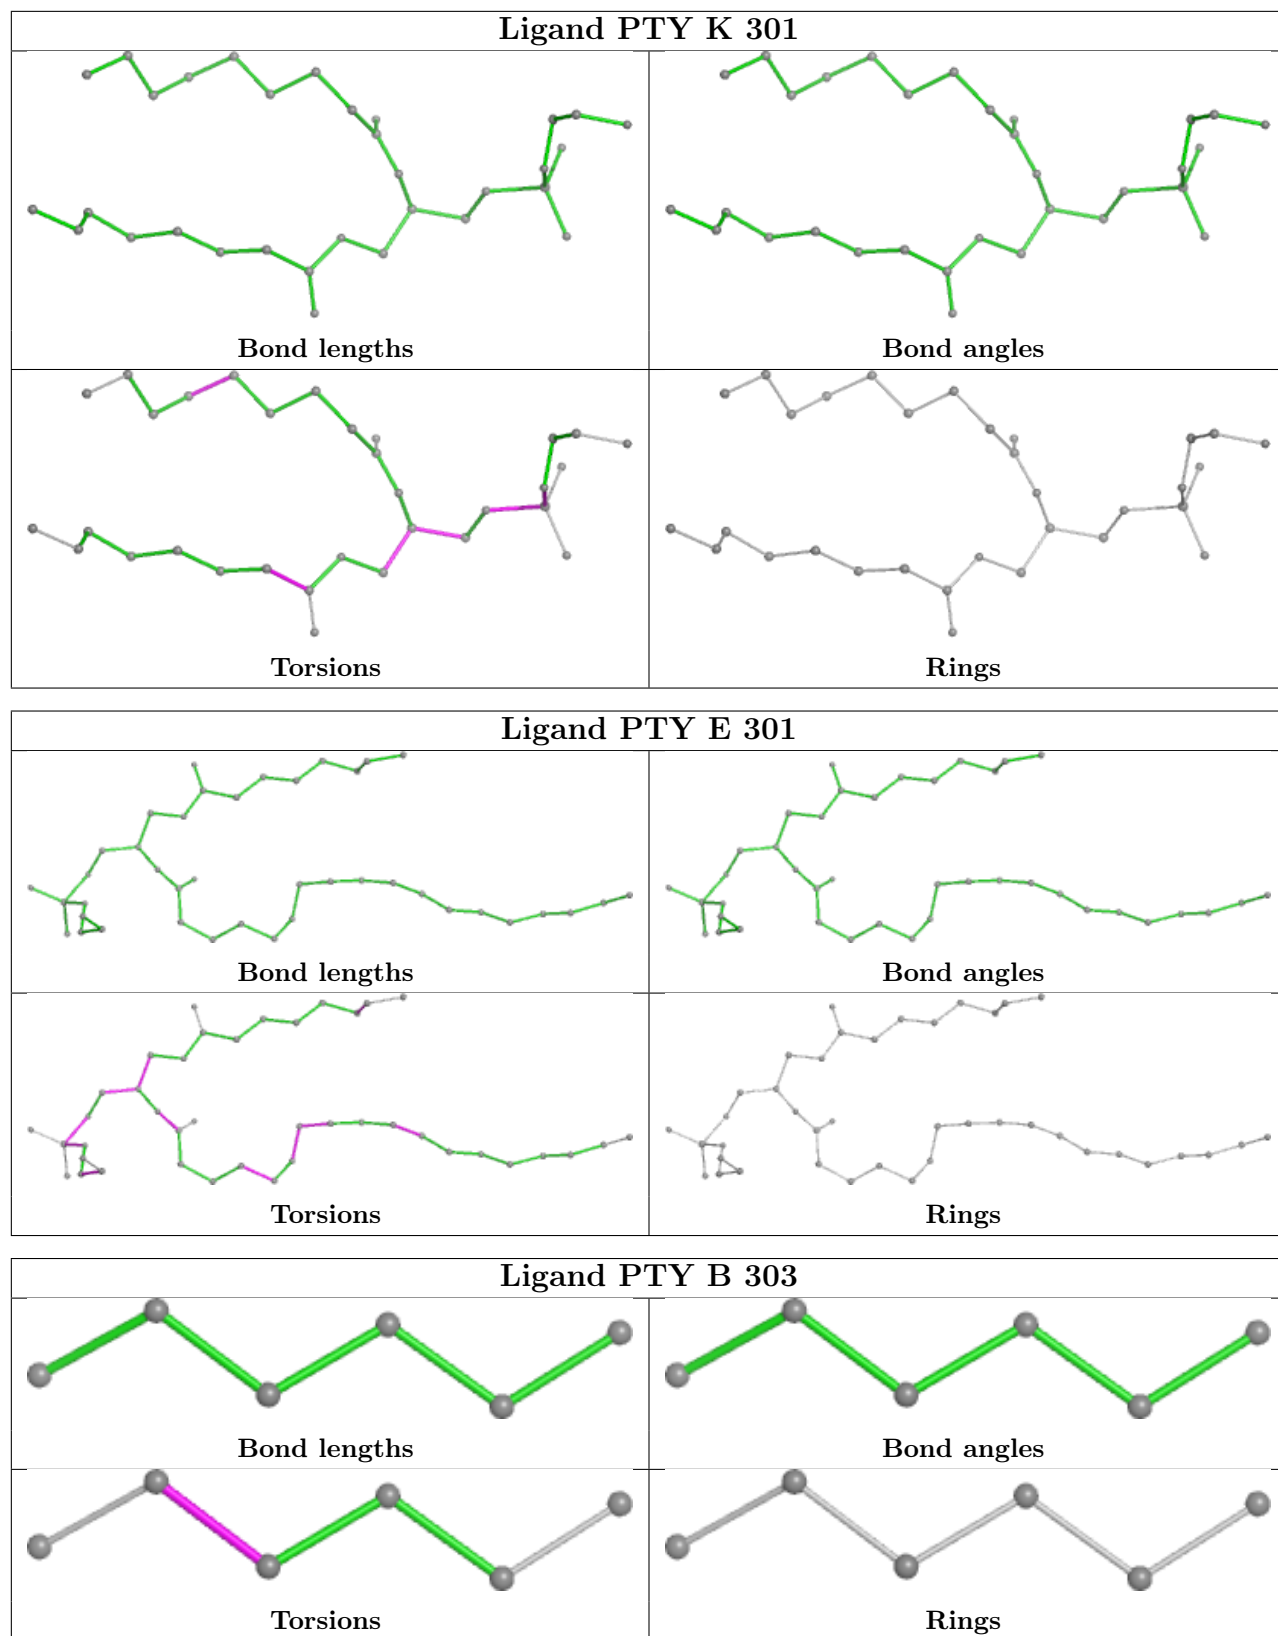 Ligand PTY K 301
Bond lengths
Bond angles
Torsions
Rings
Ligand PTY E 301
Bond lengths
Bond angles
Torsions
Rings
Ligand PTY B 303
Bond lengths
Bond angles
Torsions
Rings